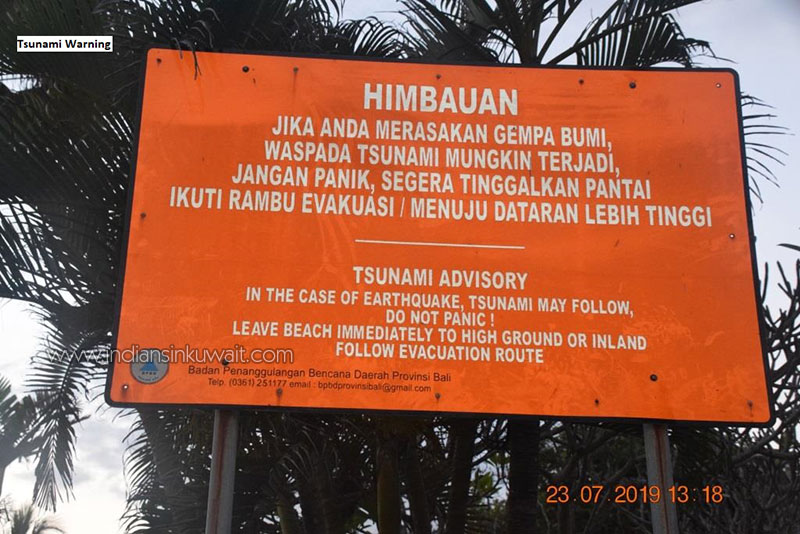 Tsunami Warning
HIMBAUAN
JIKA ANDA MERASAKAN GEMPA BUMI,
WASPADA TSUNAMI MUNGKIN TERJADI,
JANGAN PANIK, SEGERA TINGGALKAN PANTAI
IKUTI RAMBU EVAKUASI / MENUJU DATARAN LEBIH TINGGI
TSUNAMI ADVISORY
IN THE CASE OF EARTHQUAKE, TSUNAMI MAY FOLLOW,
DO NOT PANIC !
LEAVE BEACH IMMEDIATELY TO HIGH GROUND OR INLAND
FOLLOW EVACUATION ROUTE
www.indiansinkuwait.com
Badan Penanggulangan Bencana Daerah Provinsi Bali
Telp. (0361) 251177 email : bpbdprovinsibali@gmail.com
23.07.2019 13:18